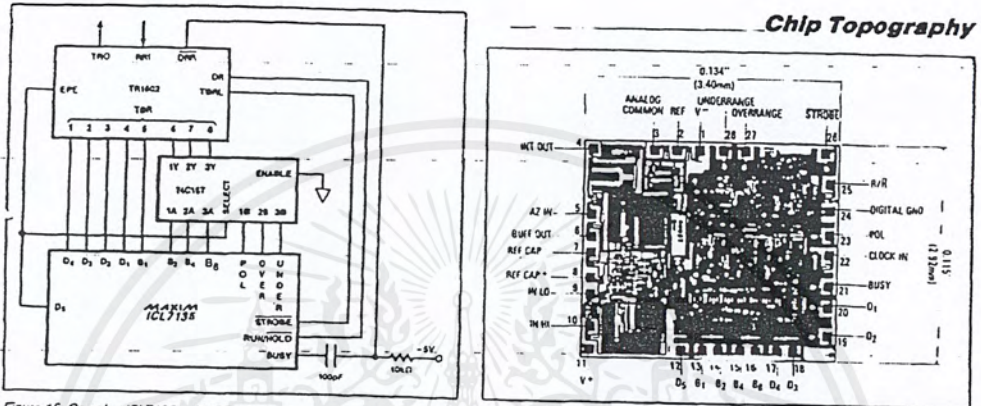 Chip Topography
TRO RRI DRR
EPE TR1602 DR
TBRL
TBR
1 2 3 4 5 6 7 8
1Y 2Y 3Y
74C157 ENABLE
SELECT
1A 2A 3A 1B 2B 3B
D4 D3 D2 D1 B1 B2 B4 B8 POL OVER UNDER
D5 MAXIM
ICL7135
STROBE
RUN/HOLD
BUSY
100pF 10kΩ -5V
0.134"
(3.40mm)
ANALOG UNDERRANGE
COMMON REF V− OVERRANGE STROBE
4 3 2 1 28 27 26
INT OUT
25 R/H
AZ IN 5 24 DIGITAL GND
BUFF OUT 6 23 POL
REF CAP− 7 22 CLOCK IN
REF CAP+ 8 21 BUSY
IN LO 9 20 D1
IN HI 10 19 D2
0.115"
(2.92mm)
11 12 13 14 15 16 17 18
V+ D5 B1 B2 B4 B8 D4 D3